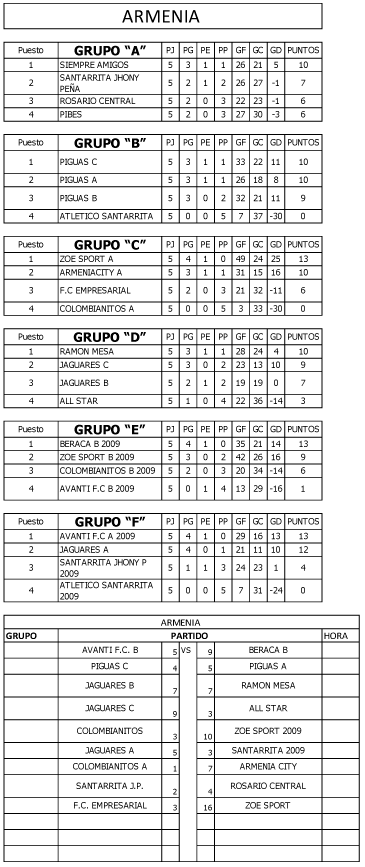 ARMENIA
Puesto GRUPO "A" PJ PG PE PP GF GC GD PUNTOS
1 SIEMPRE AMIGOS 5 3 1 1 26 21 5 10
2 SANTARRITA JHONY PEÑA 5 2 1 2 26 27 -1 7
3 ROSARIO CENTRAL 5 2 0 3 22 23 -1 6
4 PIBES 5 2 0 3 27 30 -3 6
Puesto GRUPO "B" PJ PG PE PP GF GC GD PUNTOS
1 PIGUAS C 5 3 1 1 33 22 11 10
2 PIGUAS A 5 3 1 1 26 18 8 10
3 PIGUAS B 5 3 0 2 32 21 11 9
4 ATLETICO SANTARRITA 5 0 0 5 7 37 -30 0
Puesto GRUPO "C" PJ PG PE PP GF GC GD PUNTOS
1 ZOE SPORT A 5 4 1 0 49 24 25 13
2 ARMENIACITY A 5 3 1 1 31 15 16 10
3 F.C EMPRESARIAL 5 2 0 3 21 32 -11 6
4 COLOMBIANITOS A 5 0 0 5 3 33 -30 0
Puesto GRUPO "D" PJ PG PE PP GF GC GD PUNTOS
1 RAMON MESA 5 3 1 1 28 24 4 10
2 JAGUARES C 5 3 0 2 23 13 10 9
3 JAGUARES B 5 2 1 2 19 19 0 7
4 ALL STAR 5 1 0 4 22 36 -14 3
Puesto GRUPO "E" PJ PG PE PP GF GC GD PUNTOS
1 BERACA B 2009 5 4 1 0 35 21 14 13
2 ZOE SPORT B 2009 5 3 0 2 42 26 16 9
3 COLOMBIANITOS B 2009 5 2 0 3 20 34 -14 6
4 AVANTI F.C B 2009 5 0 1 4 13 29 -16 1
Puesto GRUPO "F" PJ PG PE PP GF GC GD PUNTOS
1 AVANTI F.C A 2009 5 4 1 0 29 16 13 13
2 JAGUARES A 5 4 0 1 21 11 10 12
3 SANTARRITA JHONY P 2009 5 1 1 3 24 23 1 4
4 ATLETICO SANTARRITA 2009 5 0 0 5 7 31 -24 0
ARMENIA
GRUPO PARTIDO HORA
AVANTI F.C. B 5 VS 9 BERACA B
PIGUAS C 4 5 PIGUAS A
JAGUARES B 7 7 RAMON MESA
JAGUARES C 9 3 ALL STAR
COLOMBIANITOS 3 10 ZOE SPORT 2009
JAGUARES A 5 3 SANTARRITA 2009
COLOMBIANITOS A 1 7 ARMENIA CITY
SANTARRITA J.P. 2 4 ROSARIO CENTRAL
F.C. EMPRESARIAL 3 16 ZOE SPORT